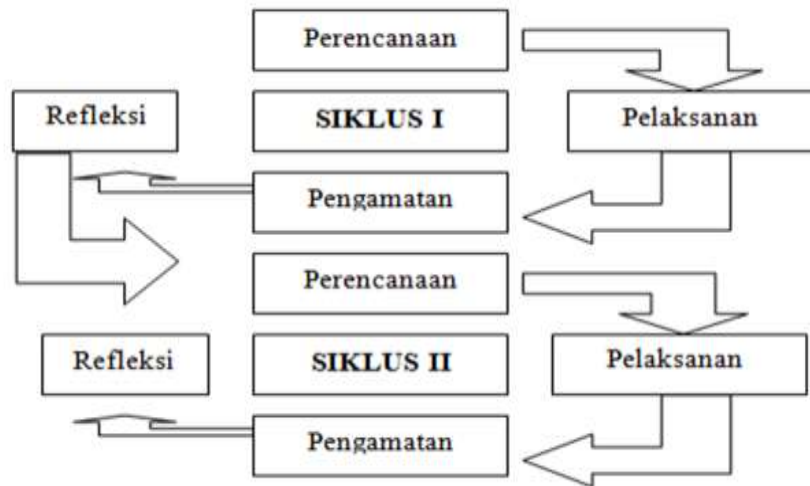 Perencanaan
Refleksi
SIKLUS I
Pelaksanan
Pengamatan
Perencanaan
Refleksi
SIKLUS II
Pelaksanan
Pengamatan